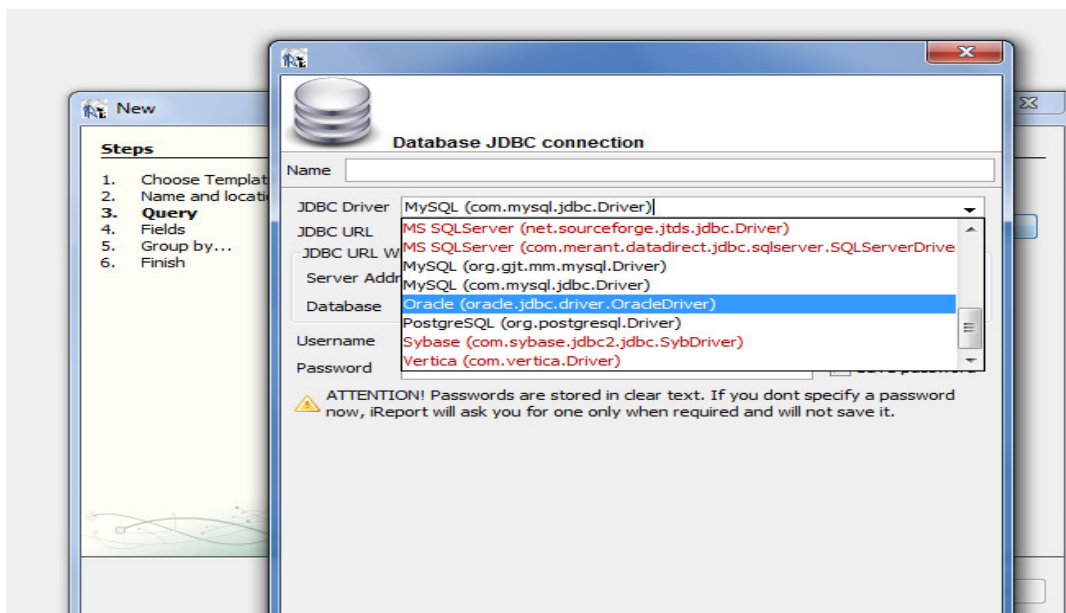 New
Steps
1. Choose Templat
2. Name and locati
3. Query
4. Fields
5. Group by...
6. Finish
Database JDBC connection
Name
JDBC Driver MySQL (com.mysql.jdbc.Driver)
JDBC URL
MS SQLServer (net.sourceforge.jtds.jdbc.Driver)
MS SQLServer (com.merant.datadirect.jdbc.sqlserver.SQLServerDrive
JDBC URL W
MySQL (org.gjt.mm.mysql.Driver)
Server Addr
MySQL (com.mysql.jdbc.Driver)
Database
Oracle (oracle.jdbc.driver.OracleDriver)
PostgreSQL (org.postgresql.Driver)
Username
Sybase (com.sybase.jdbc2.jdbc.SybDriver)
Vertica (com.vertica.Driver)
Password
ATTENTION! Passwords are stored in clear text. If you dont specify a password
now, iReport will ask you for one only when required and will not save it.